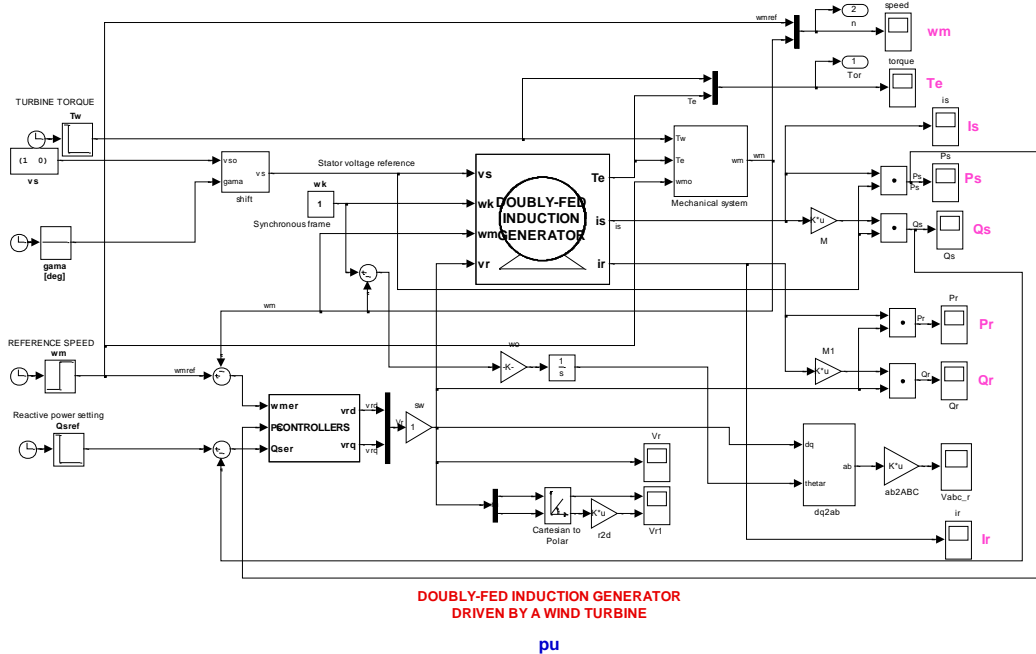 speed
wmref
2
n
wm
torque
1
Tor
Te
Te
TURBINE TORQUE
Tw
is
Is
(1 0)
vs
vso
gama
vs
shift
Stator voltage reference
wk
1
Synchronous frame
vs
wk
wm
vr
DOUBLY-FED
INDUCTION
GENERATOR
Te
is
ir
is
Tw
Te
wmo
wm
wm
Mechanical system
Ps
Ps
Ps
Ps
K*u
M
Qs
Qs
Qs
gama
[deg]
wm
Pr
Pr
Pr
REFERENCE SPEED
wm
wmref
wo
-K-
1
s
M1
K*u
Qr
Qr
Qr
Reactive power setting
Qsref
wmer
Ps
Qser
CONTROLLERS
vrd
vrq
vrd
vrq
Vr
sw
1
Vr
dq
thetar
ab
dq2ab
K*u
ab2ABC
Vabc_r
Cartesian to
Polar
K*u
r2d
Vr1
ir
Ir
DOUBLY-FED INDUCTION GENERATOR
DRIVEN BY A WIND TURBINE
pu